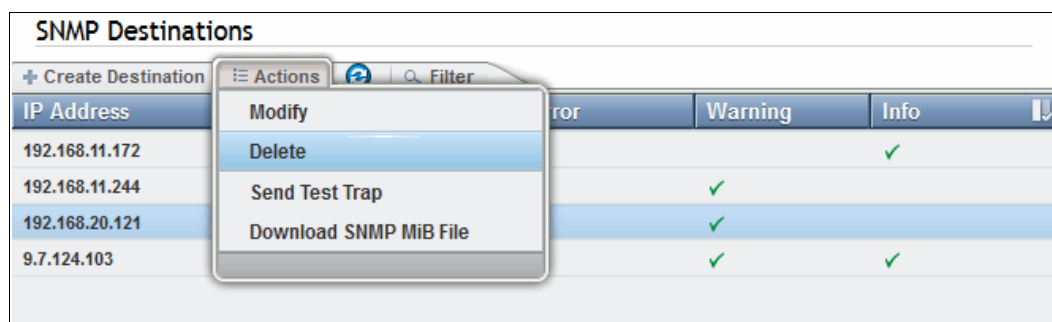 SNMP Destinations
Create Destination Actions Filter
IP Address ror Warning Info
Modify
192.168.11.172 Delete
192.168.11.244 Send Test Trap
192.168.20.121 Download SNMP MiB File
9.7.124.103